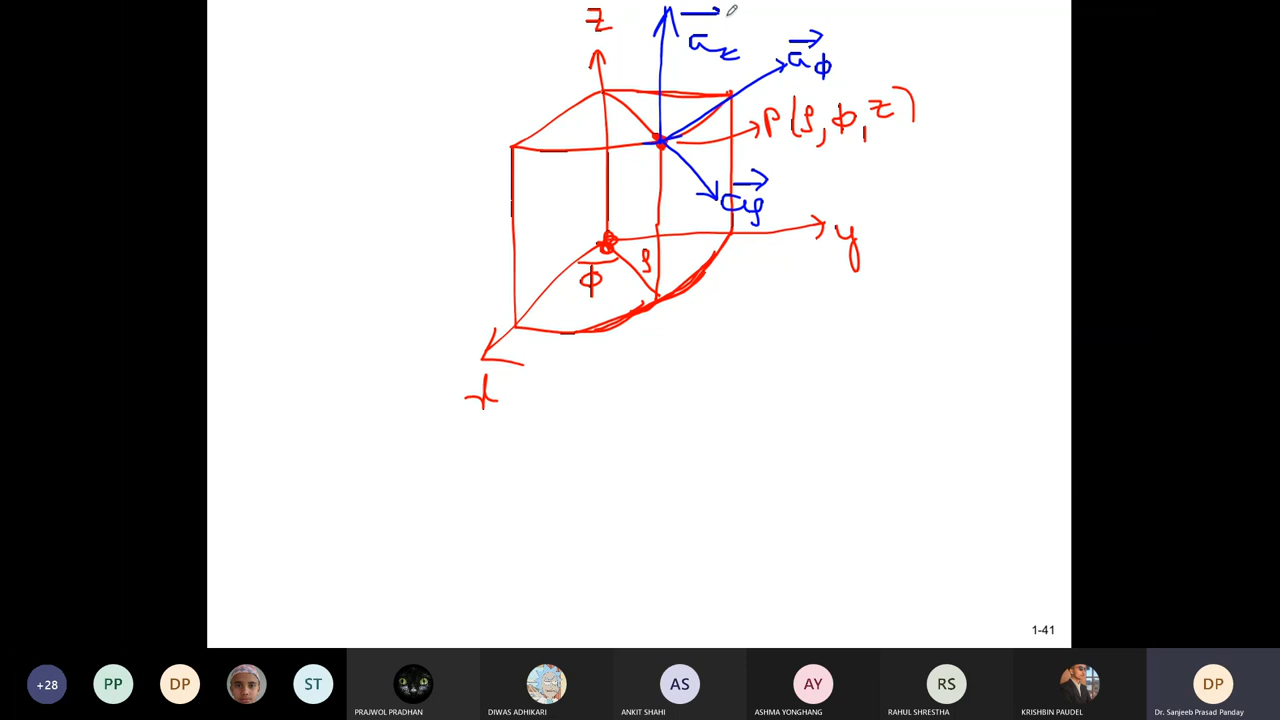 z
a_z
a_ϕ
P(ρ, ϕ, z)
a_ρ
y
ρ
ϕ
x
1-41
+28
PP
DP
ST
AS
AY
RS
DP
PRAJWOL PRADHAN
DIWAS ADHIKARI
ANKIT SHAHI
ASHMA YONGHANG
RAHUL SHRESTHA
KRISHBIN PAUDEL
Dr. Sanjeeb Prasad Panday